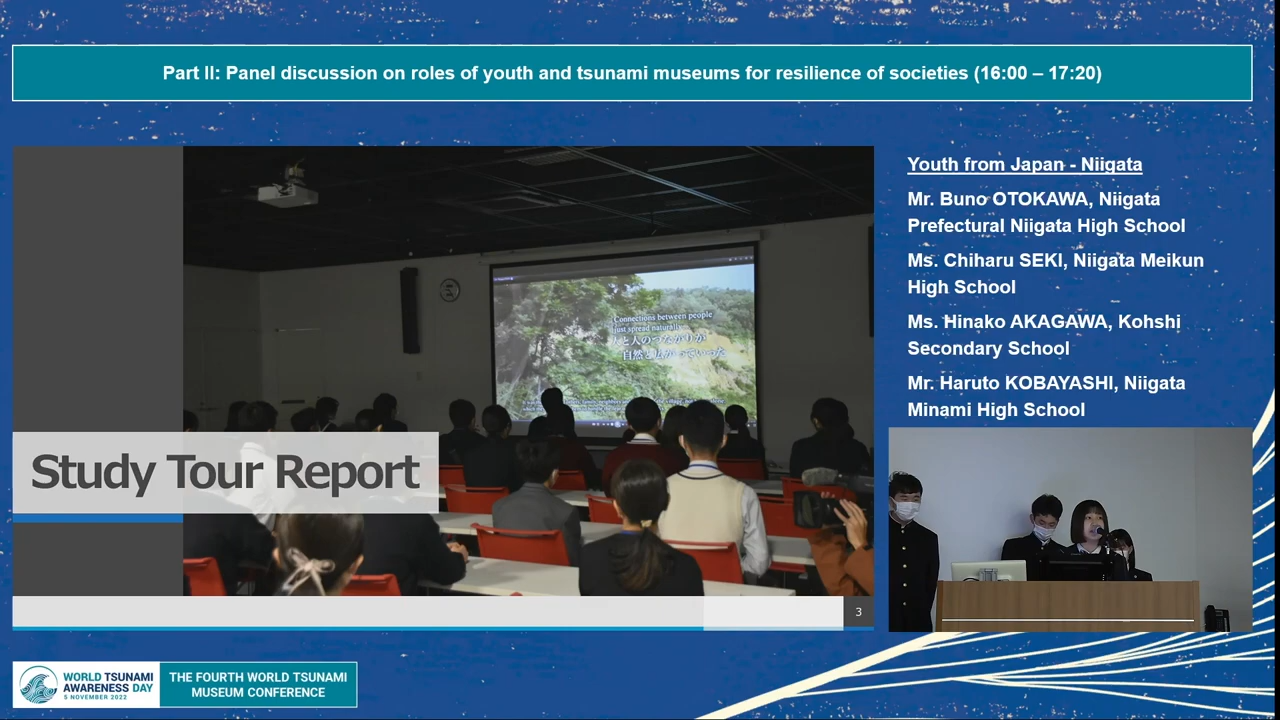 Part II: Panel discussion on roles of youth and tsunami museums for resilience of societies (16:00 – 17:20)
Connections between people
just spread naturally
人と人のつながりが
自然と広がっていった
Study Tour Report
3
Youth from Japan - Niigata
Mr. Buno OTOKAWA, Niigata
Prefectural Niigata High School
Ms. Chiharu SEKI, Niigata Meikun
High School
Ms. Hinako AKAGAWA, Kohshi
Secondary School
Mr. Haruto KOBAYASHI, Niigata
Minami High School
WORLD TSUNAMI
AWARENESS DAY
5 NOVEMBER 2022
THE FOURTH WORLD TSUNAMI
MUSEUM CONFERENCE